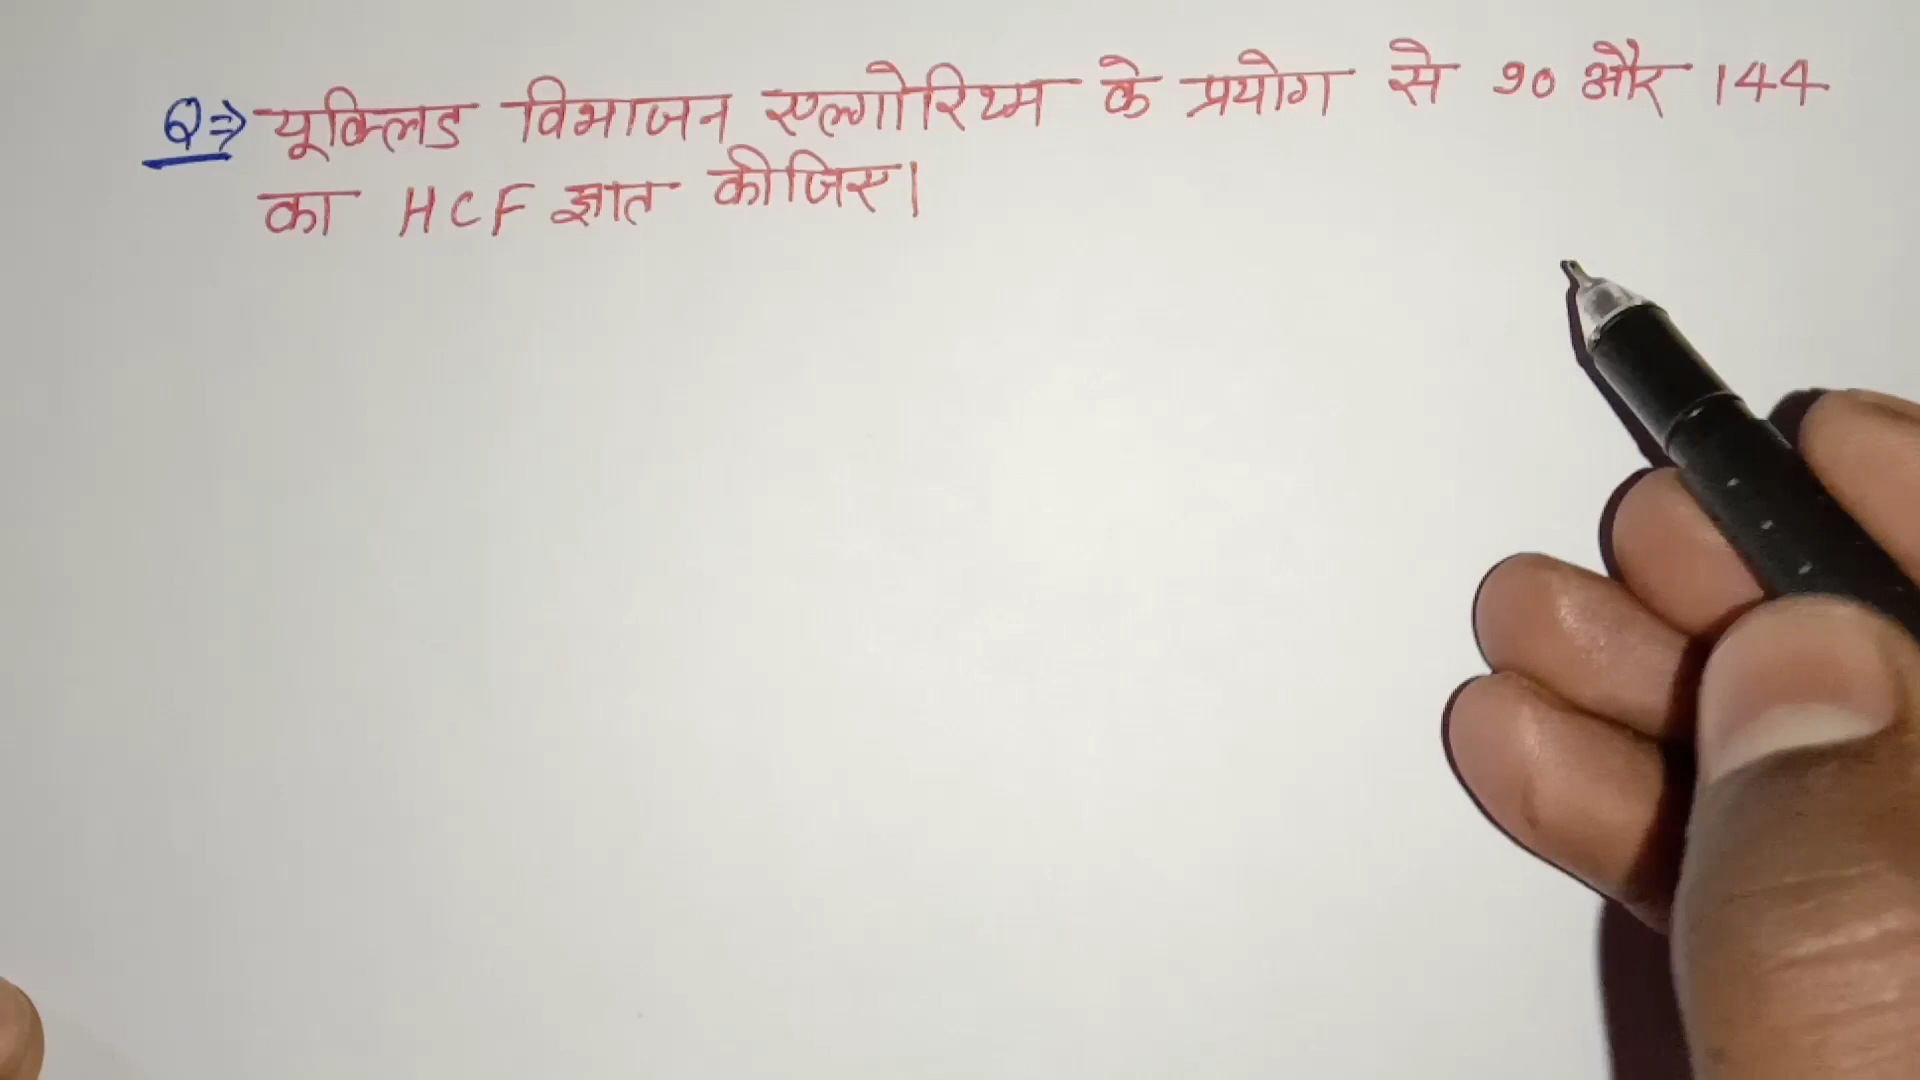 Q⇒ यूक्लिड विभाजन एल्गोरिथ्म के प्रयोग से 90 और 144
का HCF ज्ञात कीजिए।